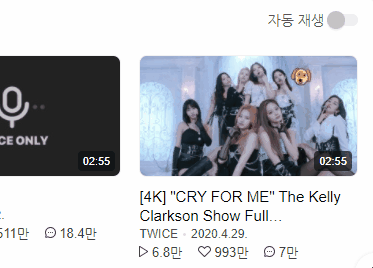 자동 재생
CE ONLY
02:55
02:55
[4K] "CRY FOR ME" The Kelly
Clarkson Show Full...
TWICE · 2020.4.29.
511만 18.4만
6.8만 993만 7만